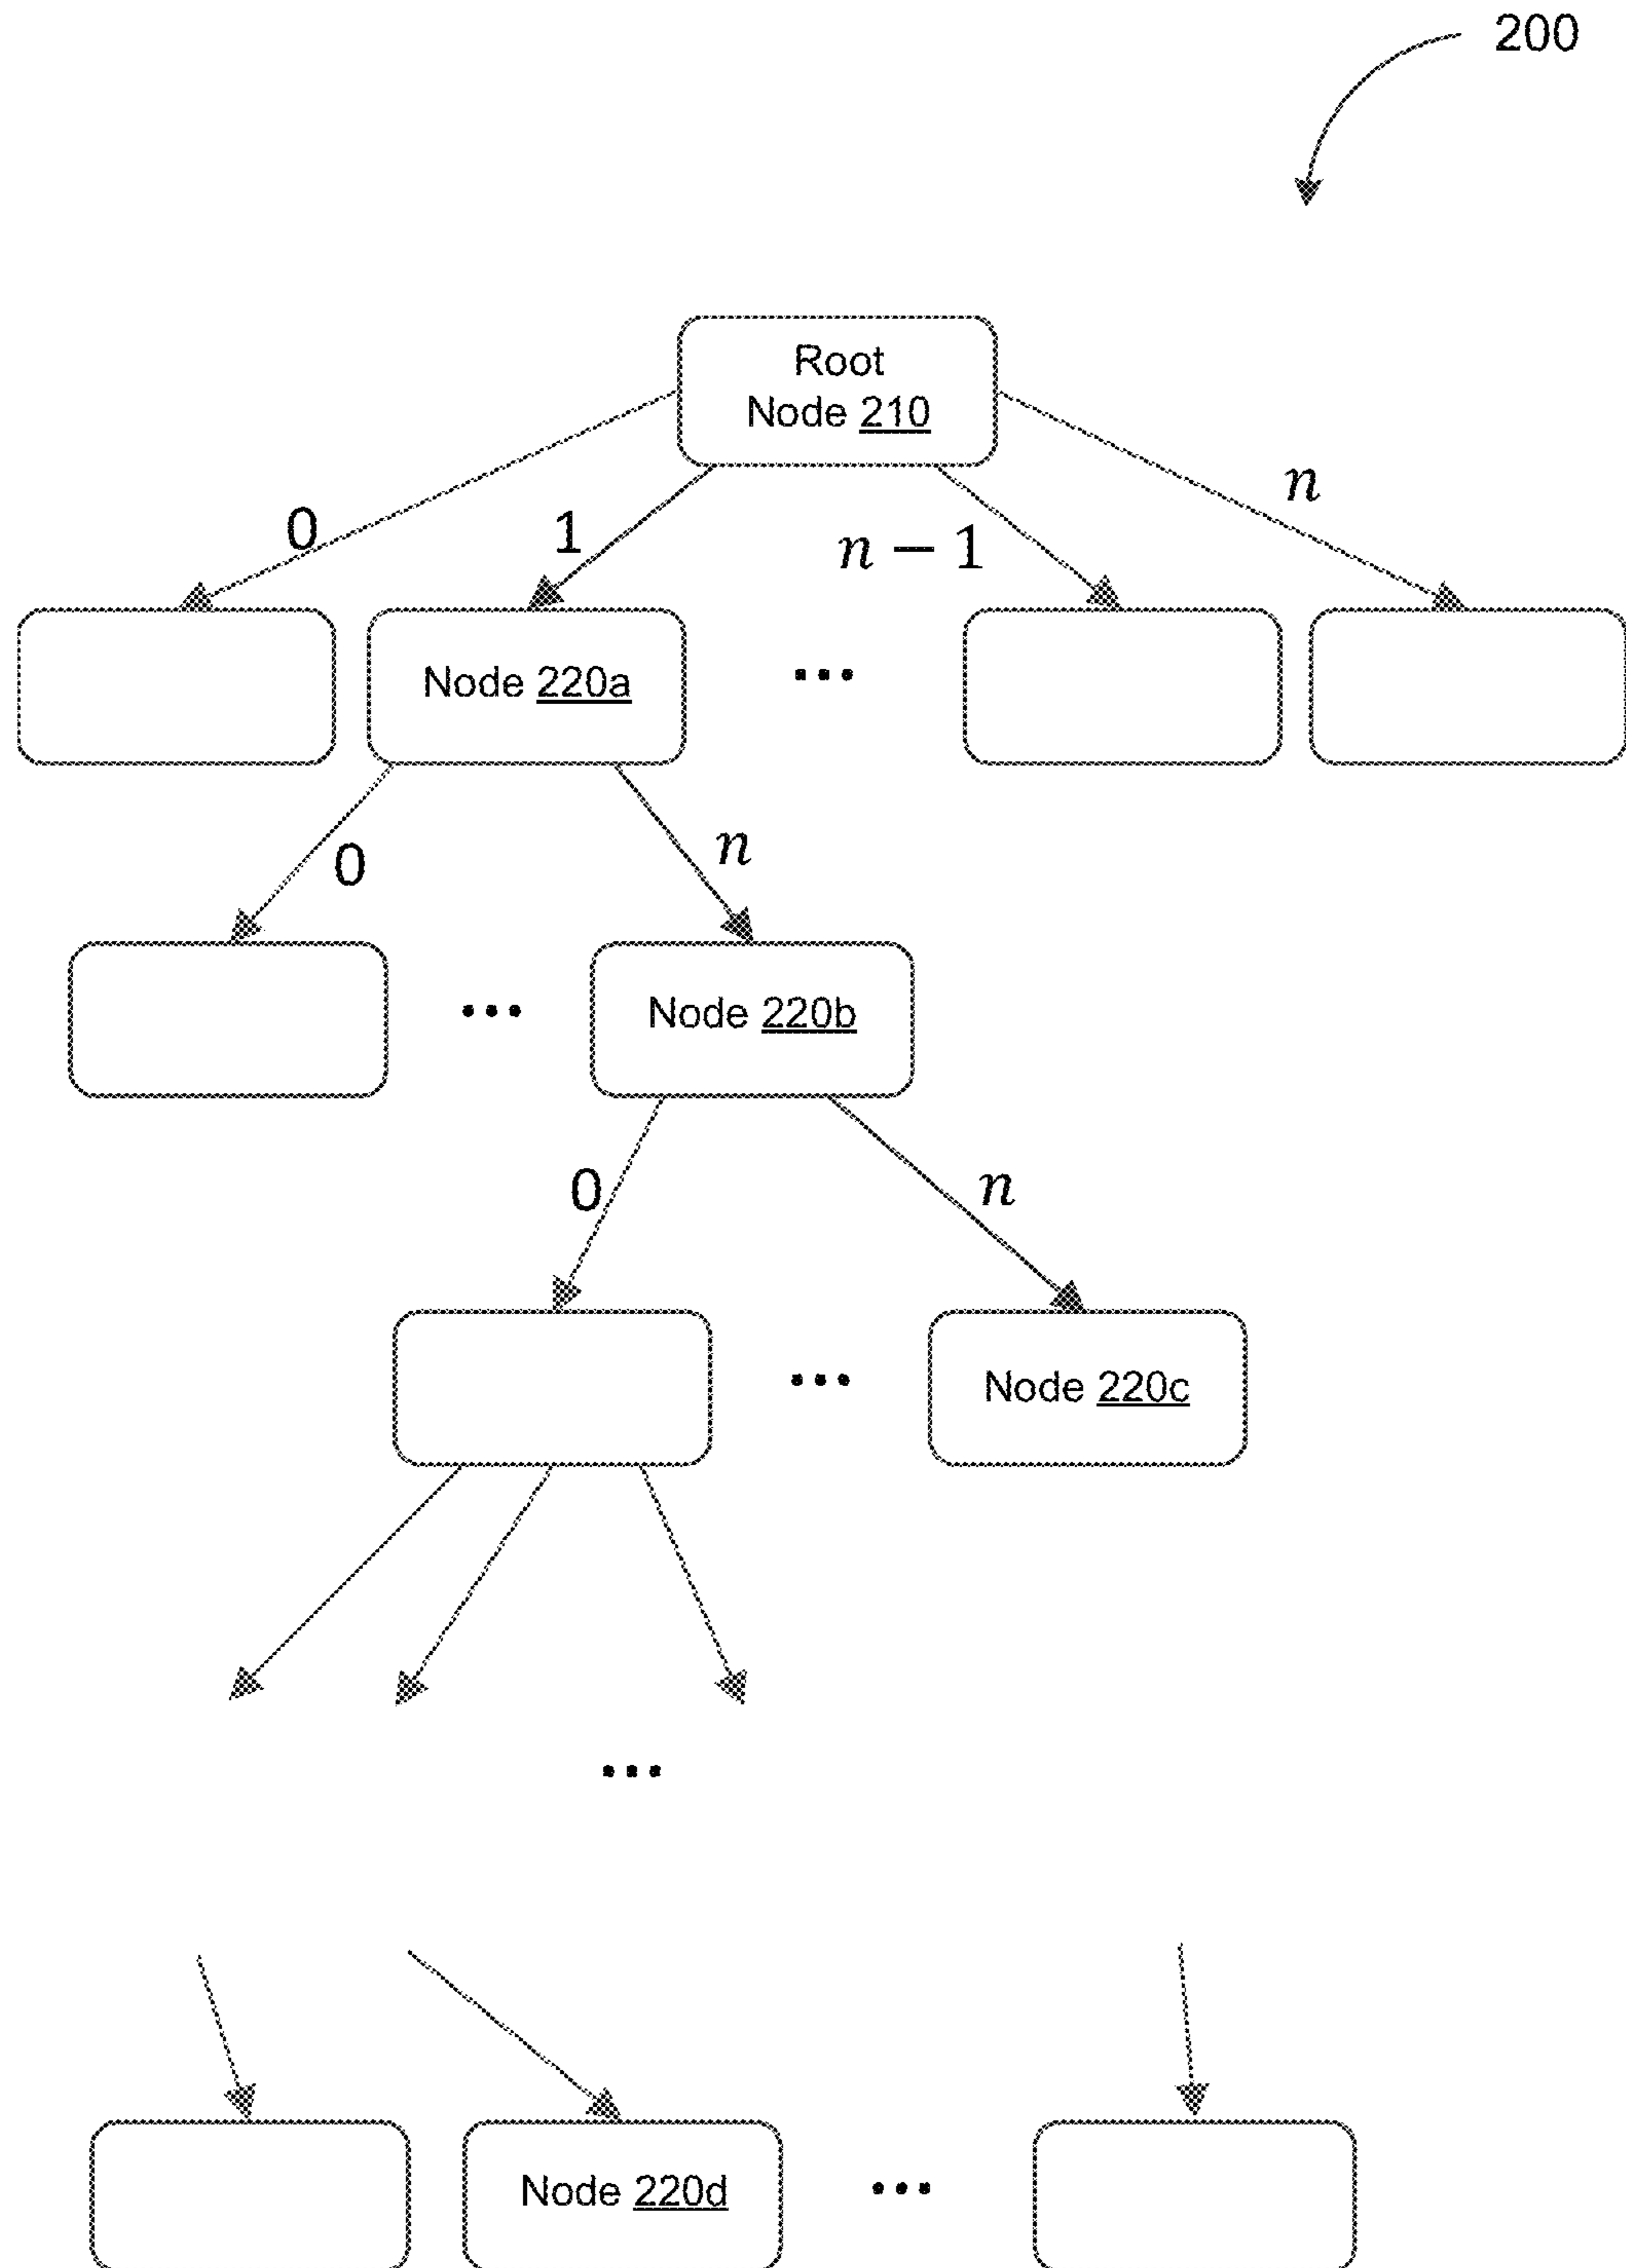 200
Root
Node 210
0
1
n − 1
n
Node 220a
...
0
n
...
Node 220b
0
n
...
Node 220c
...
Node 220d
...